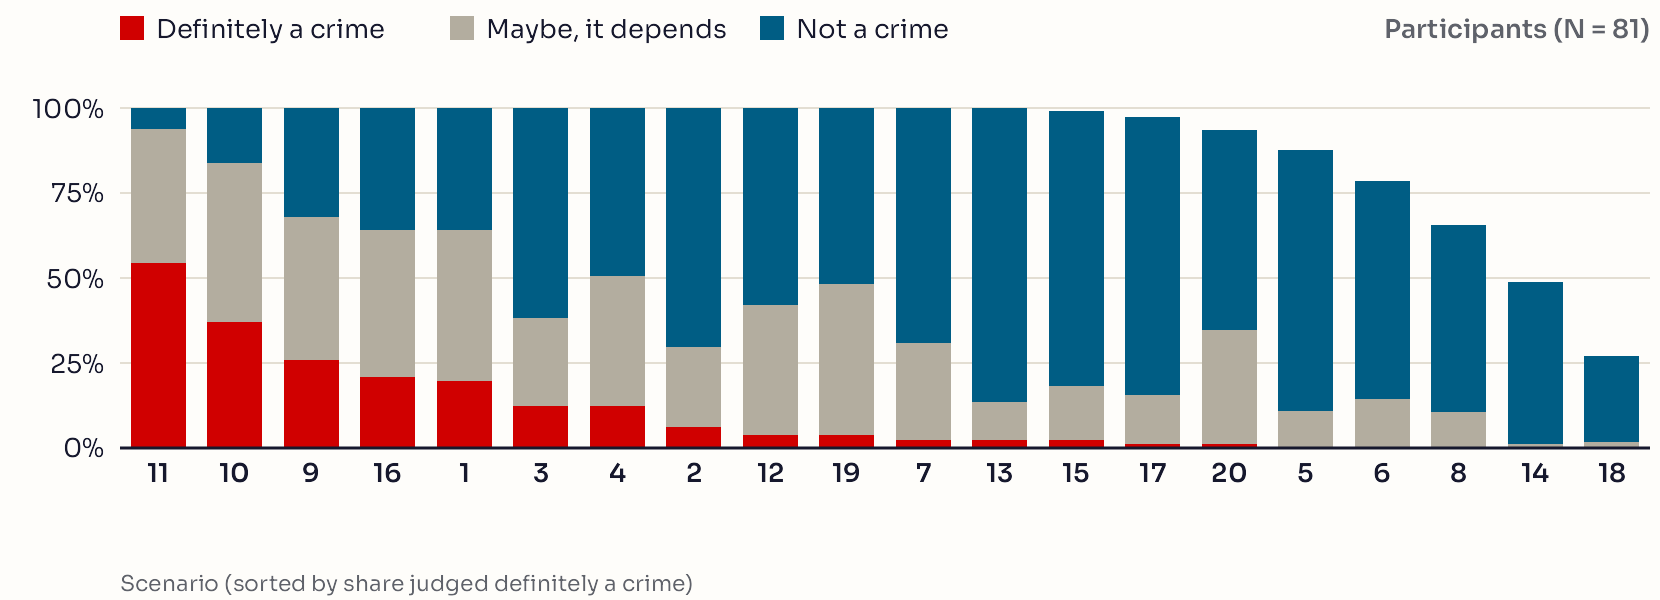 Definitely a crime Maybe, it depends Not a crime Participants (N = 81)
100%
75%
50%
25%
0%
11 10 9 16 1 3 4 2 12 19 7 13 15 17 20 5 6 8 14 18
Scenario (sorted by share judged definitely a crime)